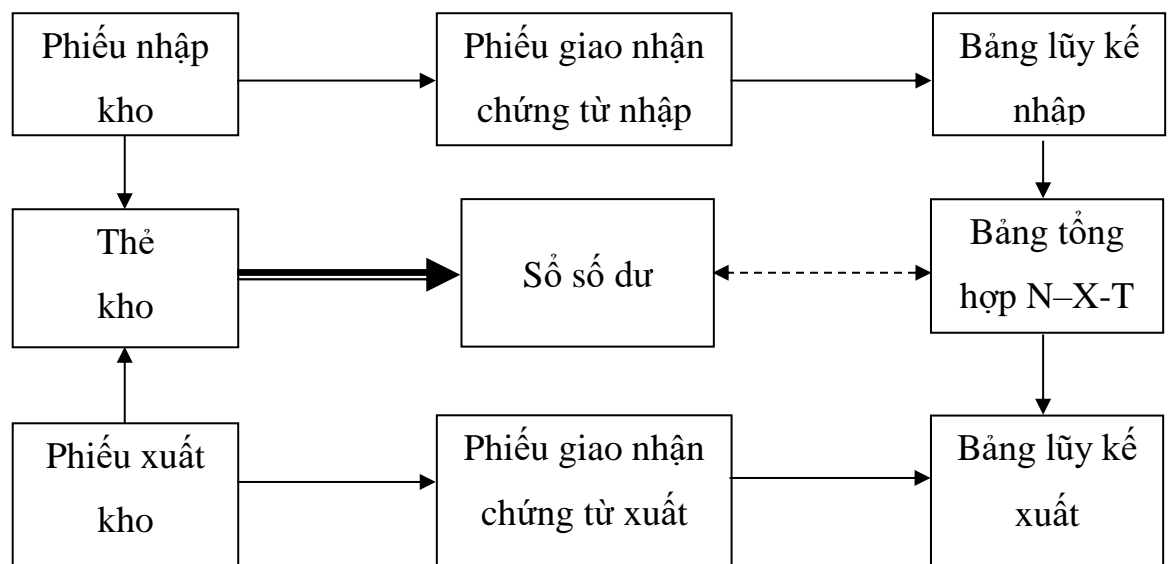 Phiếu nhập
kho
Phiếu giao nhận
chứng từ nhập
Bảng lũy kế
nhập
Thẻ
kho
Sổ số dư
Bảng tổng
hợp N–X-T
Phiếu xuất
kho
Phiếu giao nhận
chứng từ xuất
Bảng lũy kế
xuất